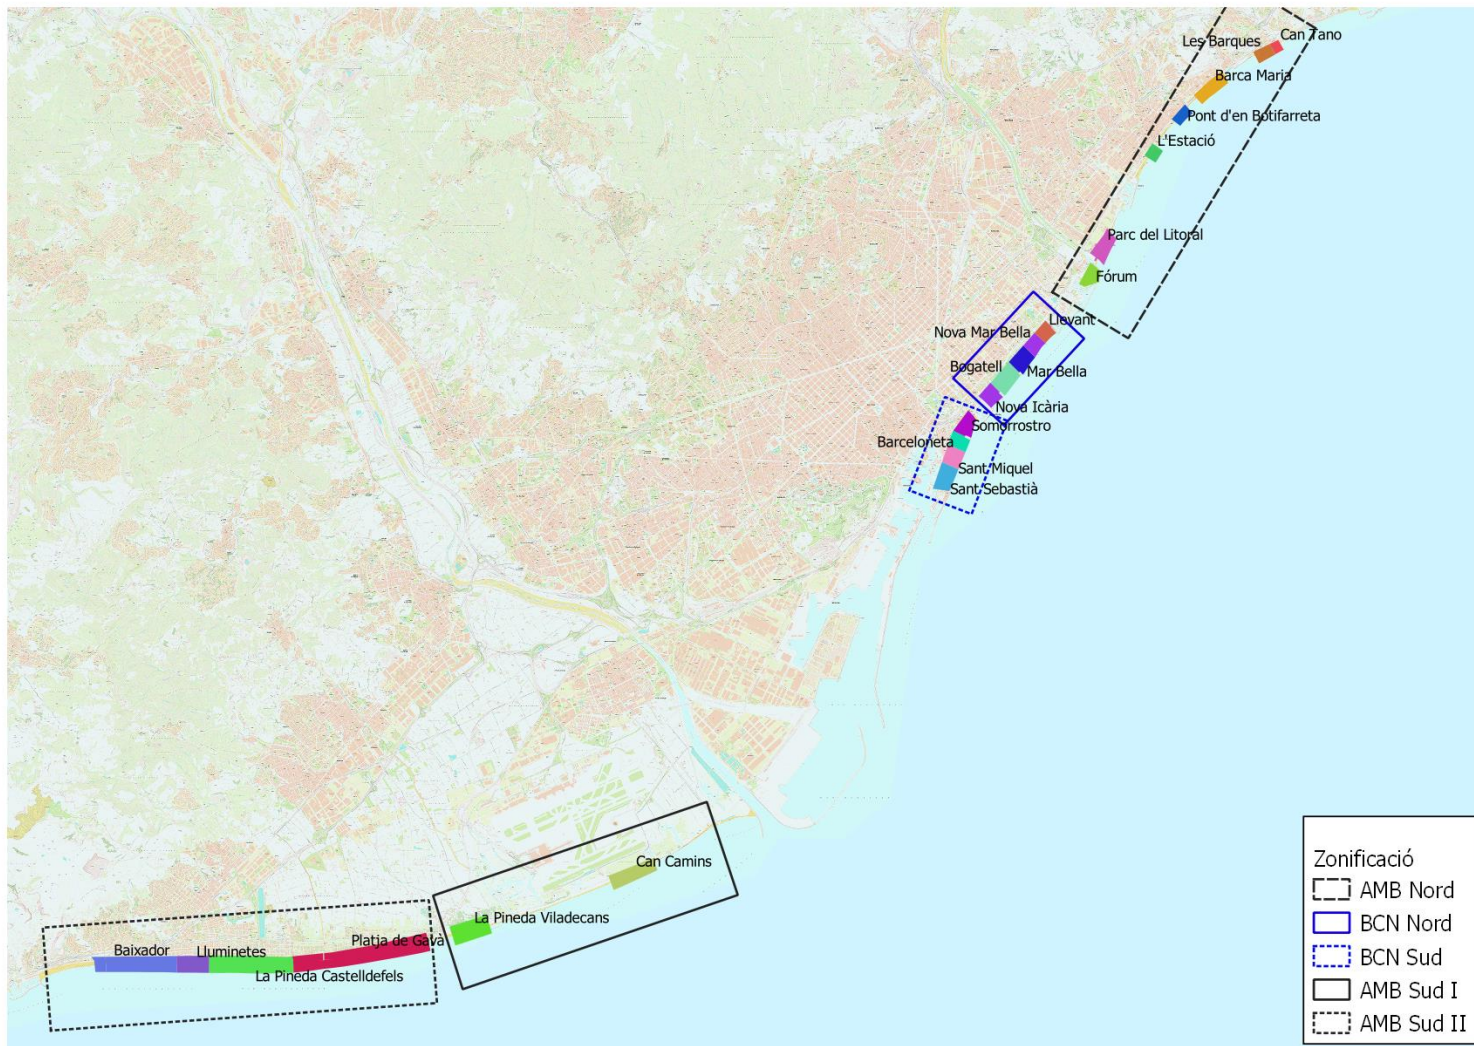 Can Tano
Les Barques
Barca Maria
Pont d'en Botifarreta
L'Estació
Parc del Litoral
Fórum
Llevant
Nova Mar Bella
Bogatell
Mar Bella
Nova Icària
Somorrostro
Barceloneta
Sant Miquel
Sant Sebastià
Can Camins
La Pineda Viladecans
Platja de Gavà
Baixador
Lluminetes
La Pineda Castelldefels
Zonificació
AMB Nord
BCN Nord
BCN Sud
AMB Sud I
AMB Sud II